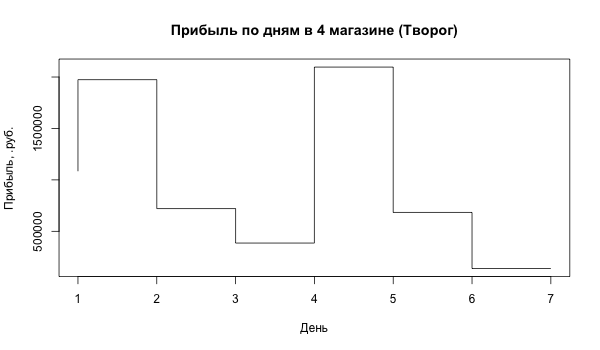 Прибыль по дням в 4 магазине (Творог)
Прибыль, .руб.
1500000
500000
1 2 3 4 5 6 7
День